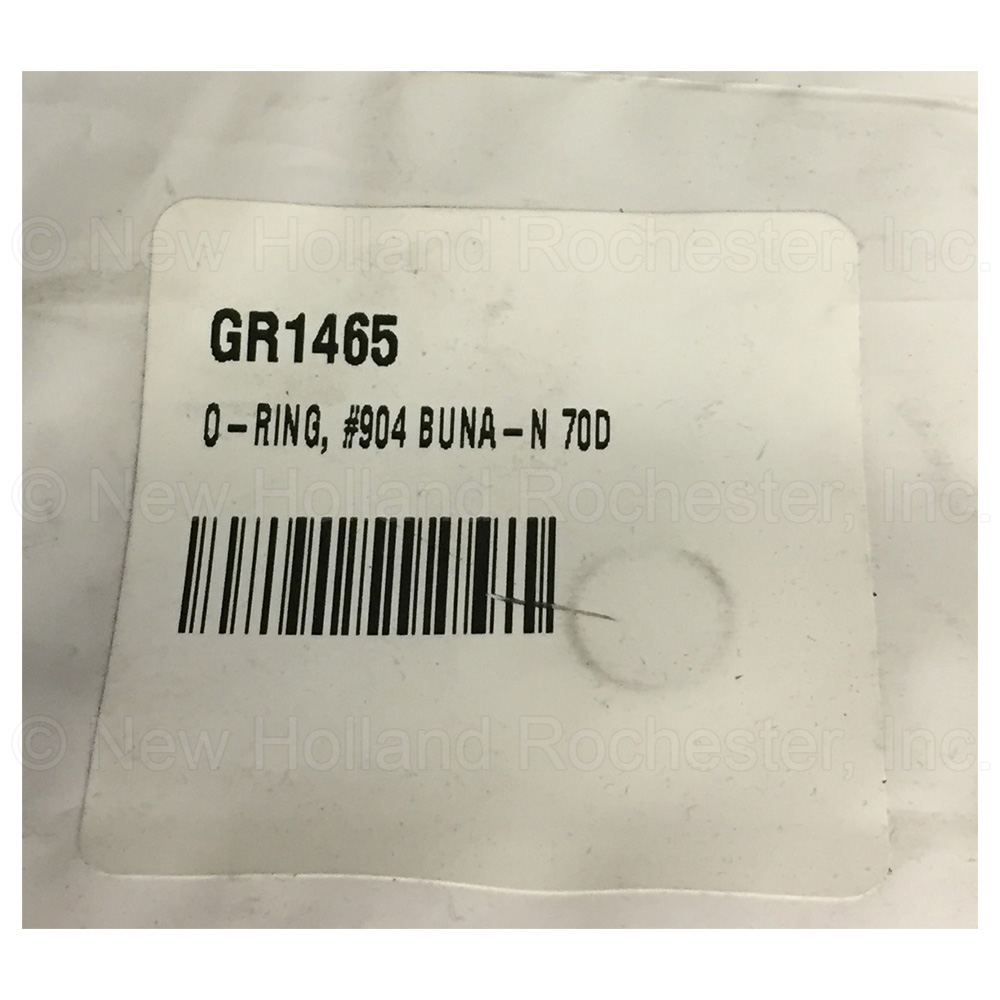 © New Holland Rochester, Inc.
GR1465
O-RING, #904 BUNA-N 70D
© New Holland Rochester, Inc.
© New Holland Rochester, Inc.